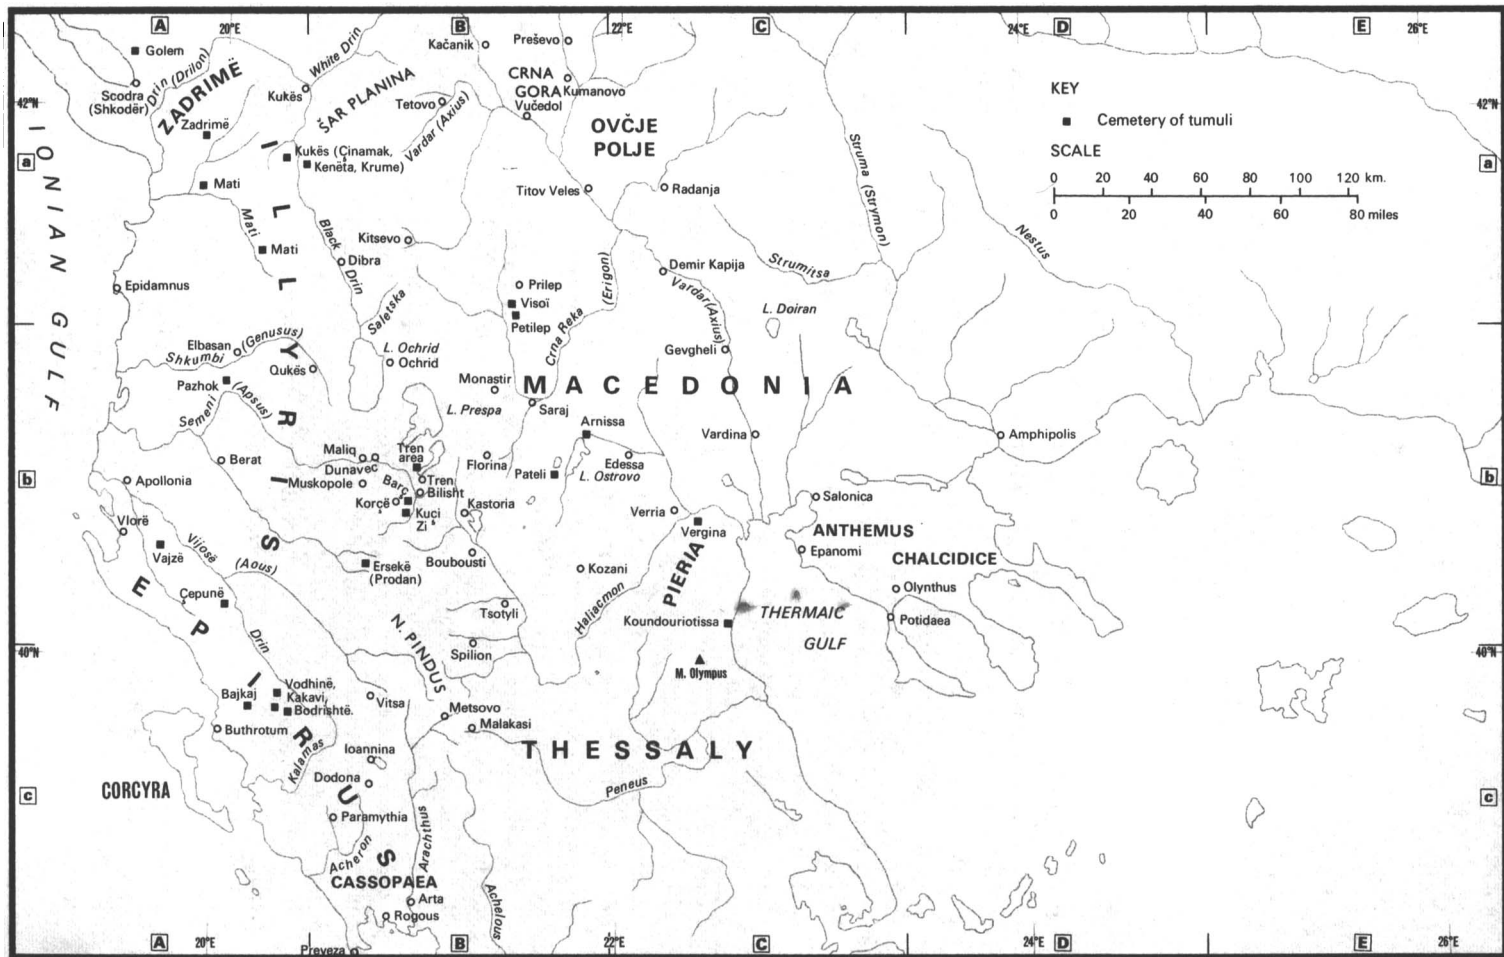 A
B
C
D
E
20°E
22°E
24°E
26°E
Golem
Kačanik
Preševo
White Drin
Drin (Drilon)
ZADRIMË
Scodra
(Shkodër)
Kukës
ŠAR PLANINA
Tetovo
Vardar (Axius)
CRNA
GORA
Kumanovo
Vučedol
42°N
42°N
KEY
Cemetery of tumuli
SCALE
0 20 40 60 80 100 120 km.
0 20 40 60 80 miles
Zadrimë
OVČJE
POLJE
a
a
IONIAN GULF
ILLYRIS
Kukës (Çinamak,
Kenëta, Krume)
Mati
Titov Veles
Radanja
Struma (Strymon)
Nestus
Mati
Mati
Black Drin
Kitsevo
Dibra
Strumitsa
Demir Kapija
Epidamnus
Prilep
Visoï
Petilep
Crna Reka
(Erigon)
Vardar (Axius)
L. Doiran
Saletska
Elbasan
(Genusus)
Shkumbi
Qukës
L. Ochrid
Ochrid
Gevgheli
Pazhok
(Apsus)
Semeni
Monastir
MACEDONIA
L. Prespa
Saraj
Arnissa
Vardina
Amphipolis
Berat
Maliq
Dunavec
Tren
area
Florina
Pateli
Edessa
L. Ostrovo
b
b
Apollonia
Muskopole
Barç
Tren
Bilisht
Korçë
Kuçi
Zi
Kastoria
Salonica
Vlorë
Verria
Vergina
ANTHEMUS
Vajzë
Vijosë
(Aous)
Ersekë
(Prodan)
Boubousti
Epanomi
CHALCIDICE
Kozani
PIERIA
Olynthus
EPIRUS
Çepunë
Tsotyli
Haliacmon
Koundouriotissa
THERMAIC
GULF
Potidaea
Drin
N. PINDUS
Spilion
40°N
40°N
M. Olympus
Vodhinë,
Kakavi,
Bodrishtë.
Bajkaj
Vitsa
Metsovo
Malakasi
Buthrotum
THESSALY
Kalamas
Ioannina
Dodona
Peneus
CORCYRA
c
c
Paramythia
Arachthus
Acheron
CASSOPAEA
Arta
Rogous
Achelous
Preveza
A
B
C
D
E
20°E
22°E
24°E
26°E